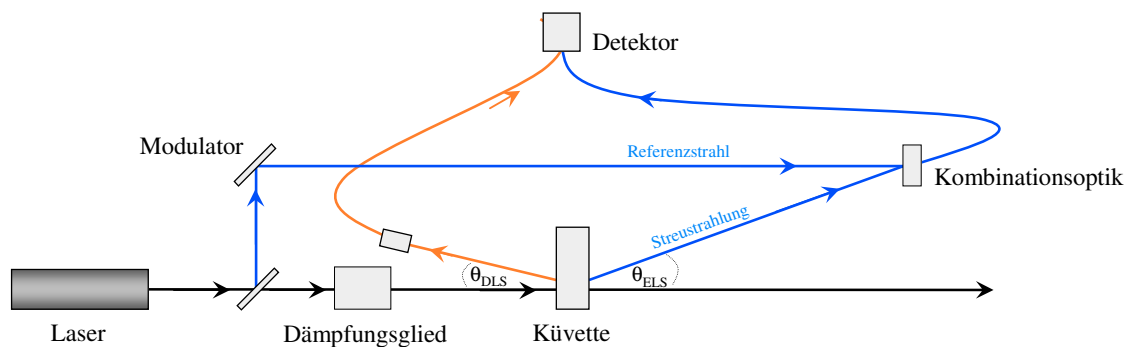 Detektor
Modulator
Referenzstrahl
Kombinationsoptik
Streustrahlung
θDLS
θELS
Laser
Dämpfungsglied
Küvette